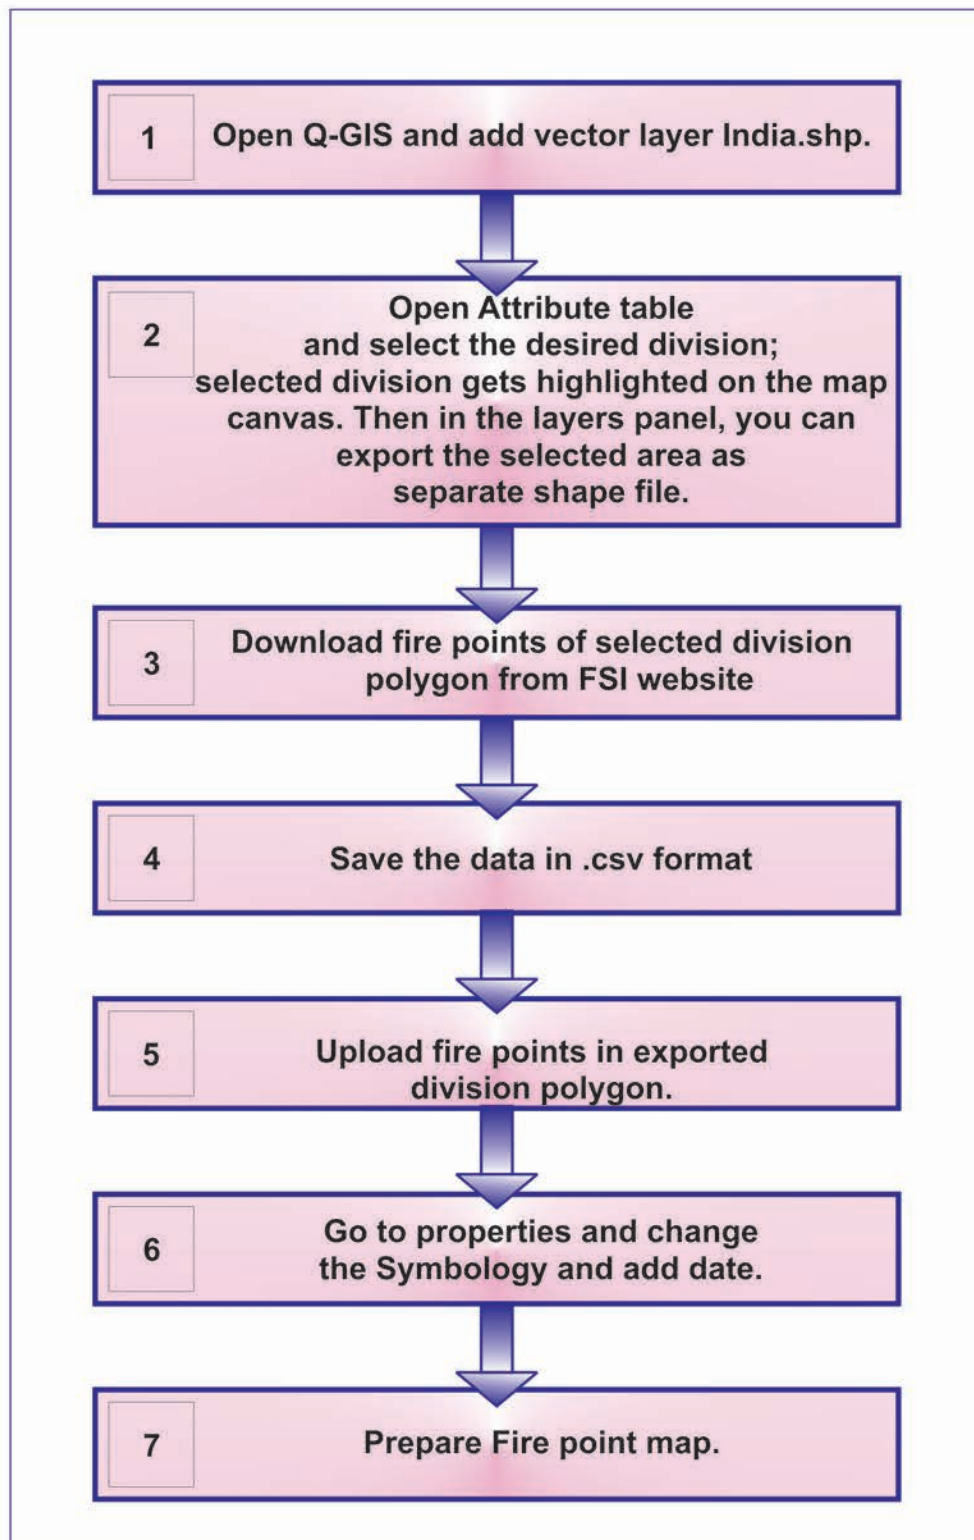 1
Open Q-GIS and add vector layer India.shp.
2
Open Attribute table
and select the desired division;
selected division gets highlighted on the map
canvas. Then in the layers panel, you can
export the selected area as
separate shape file.
3
Download fire points of selected division
polygon from FSI website
4
Save the data in .csv format
5
Upload fire points in exported
division polygon.
6
Go to properties and change
the Symbology and add date.
7
Prepare Fire point map.